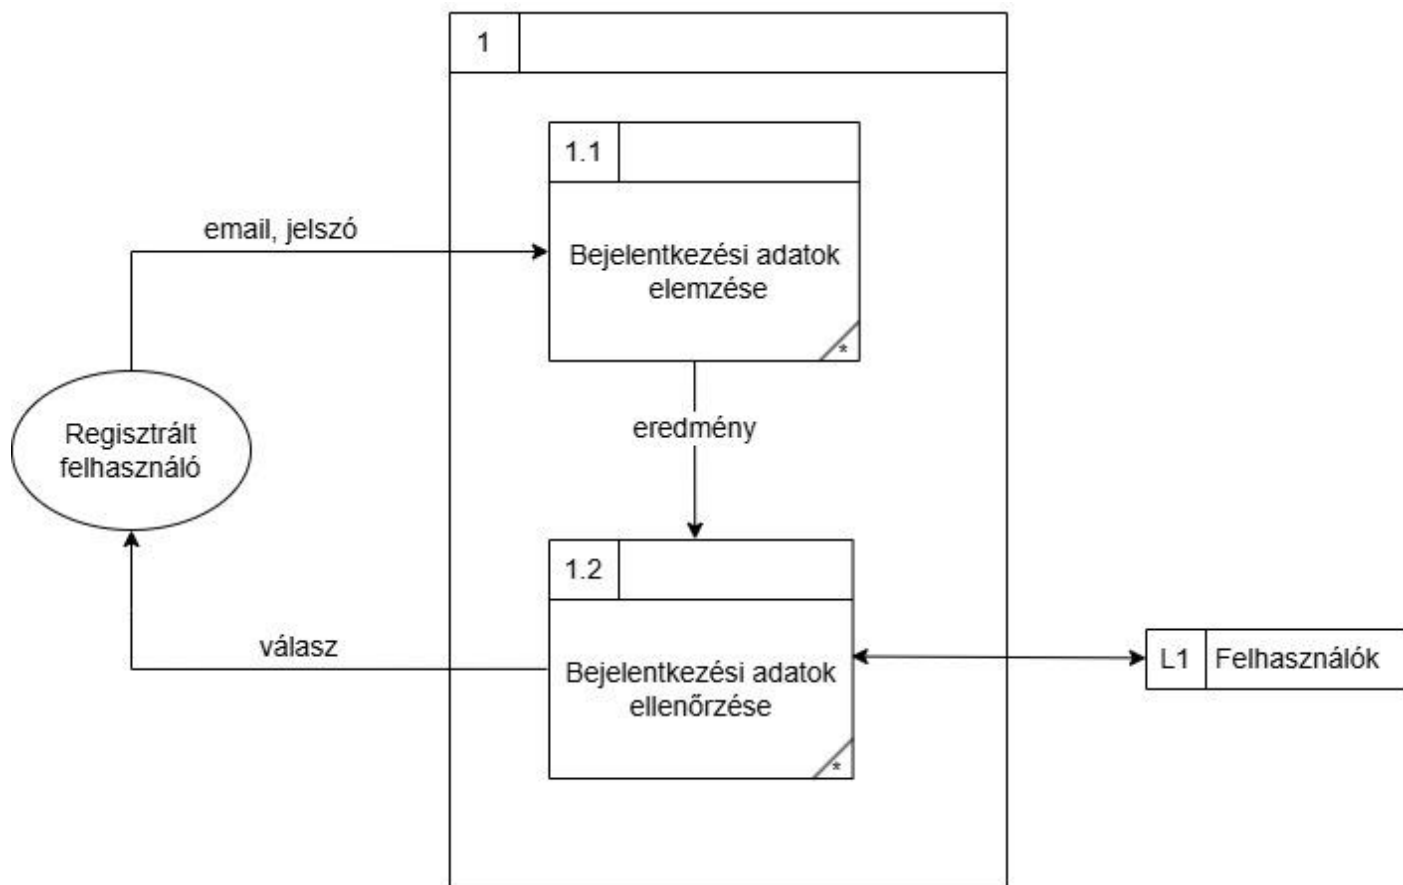 1
1.1
email, jelszó
Bejelentkezési adatok
elemzése
*
Regisztrált
felhasználó
eredmény
1.2
válasz
Bejelentkezési adatok
ellenőrzése
*
L1 Felhasználók